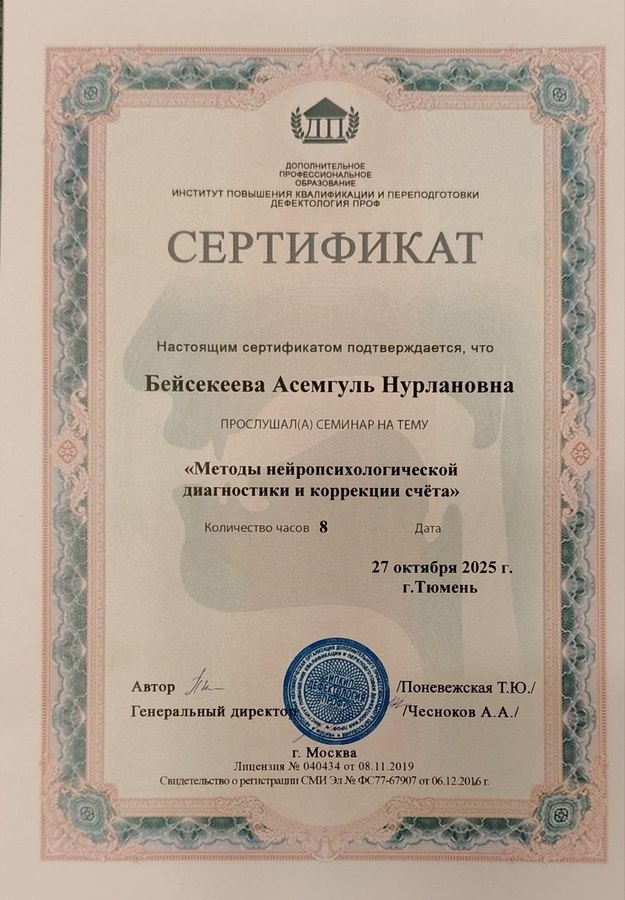 ДП
ДОПОЛНИТЕЛЬНОЕ
ПРОФЕССИОНАЛЬНОЕ
ОБРАЗОВАНИЕ
ИНСТИТУТ ПОВЫШЕНИЯ КВАЛИФИКАЦИИ И ПЕРЕПОДГОТОВКИ
ДЕФЕКТОЛОГИЯ ПРОФ
СЕРТИФИКАТ
Настоящим сертификатом подтверждается, что
Бейсекеева Асемгуль Нурлановна
ПРОСЛУШАЛ(А) СЕМИНАР НА ТЕМУ
«Методы нейропсихологической
диагностики и коррекции счёта»
Количество часов 8 Дата
27 октября 2025 г.
г.Тюмень
Автор /Поневежская Т.Ю./
Генеральный директор /Чесноков А.А./
г. Москва
Лицензия № 040434 от 08.11.2019
Свидетельство о регистрации СМИ Эл № ФС77-67907 от 06.12.2016 г.